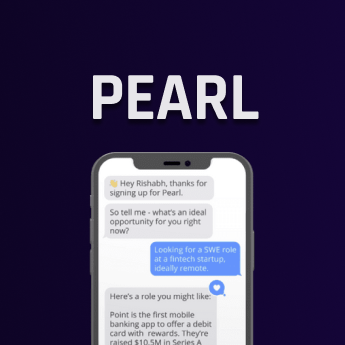 PEARL
👋 Hey Rishabh, thanks for
signing up for Pearl.
So tell me - what's an ideal
opportunity for you right
now?
Looking for a SWE role
at a fintech startup,
ideally remote.
Here's a role you might like:
Point is the first mobile
banking app to offer a debit
card with rewards. They're
raised $10.5M in Series A